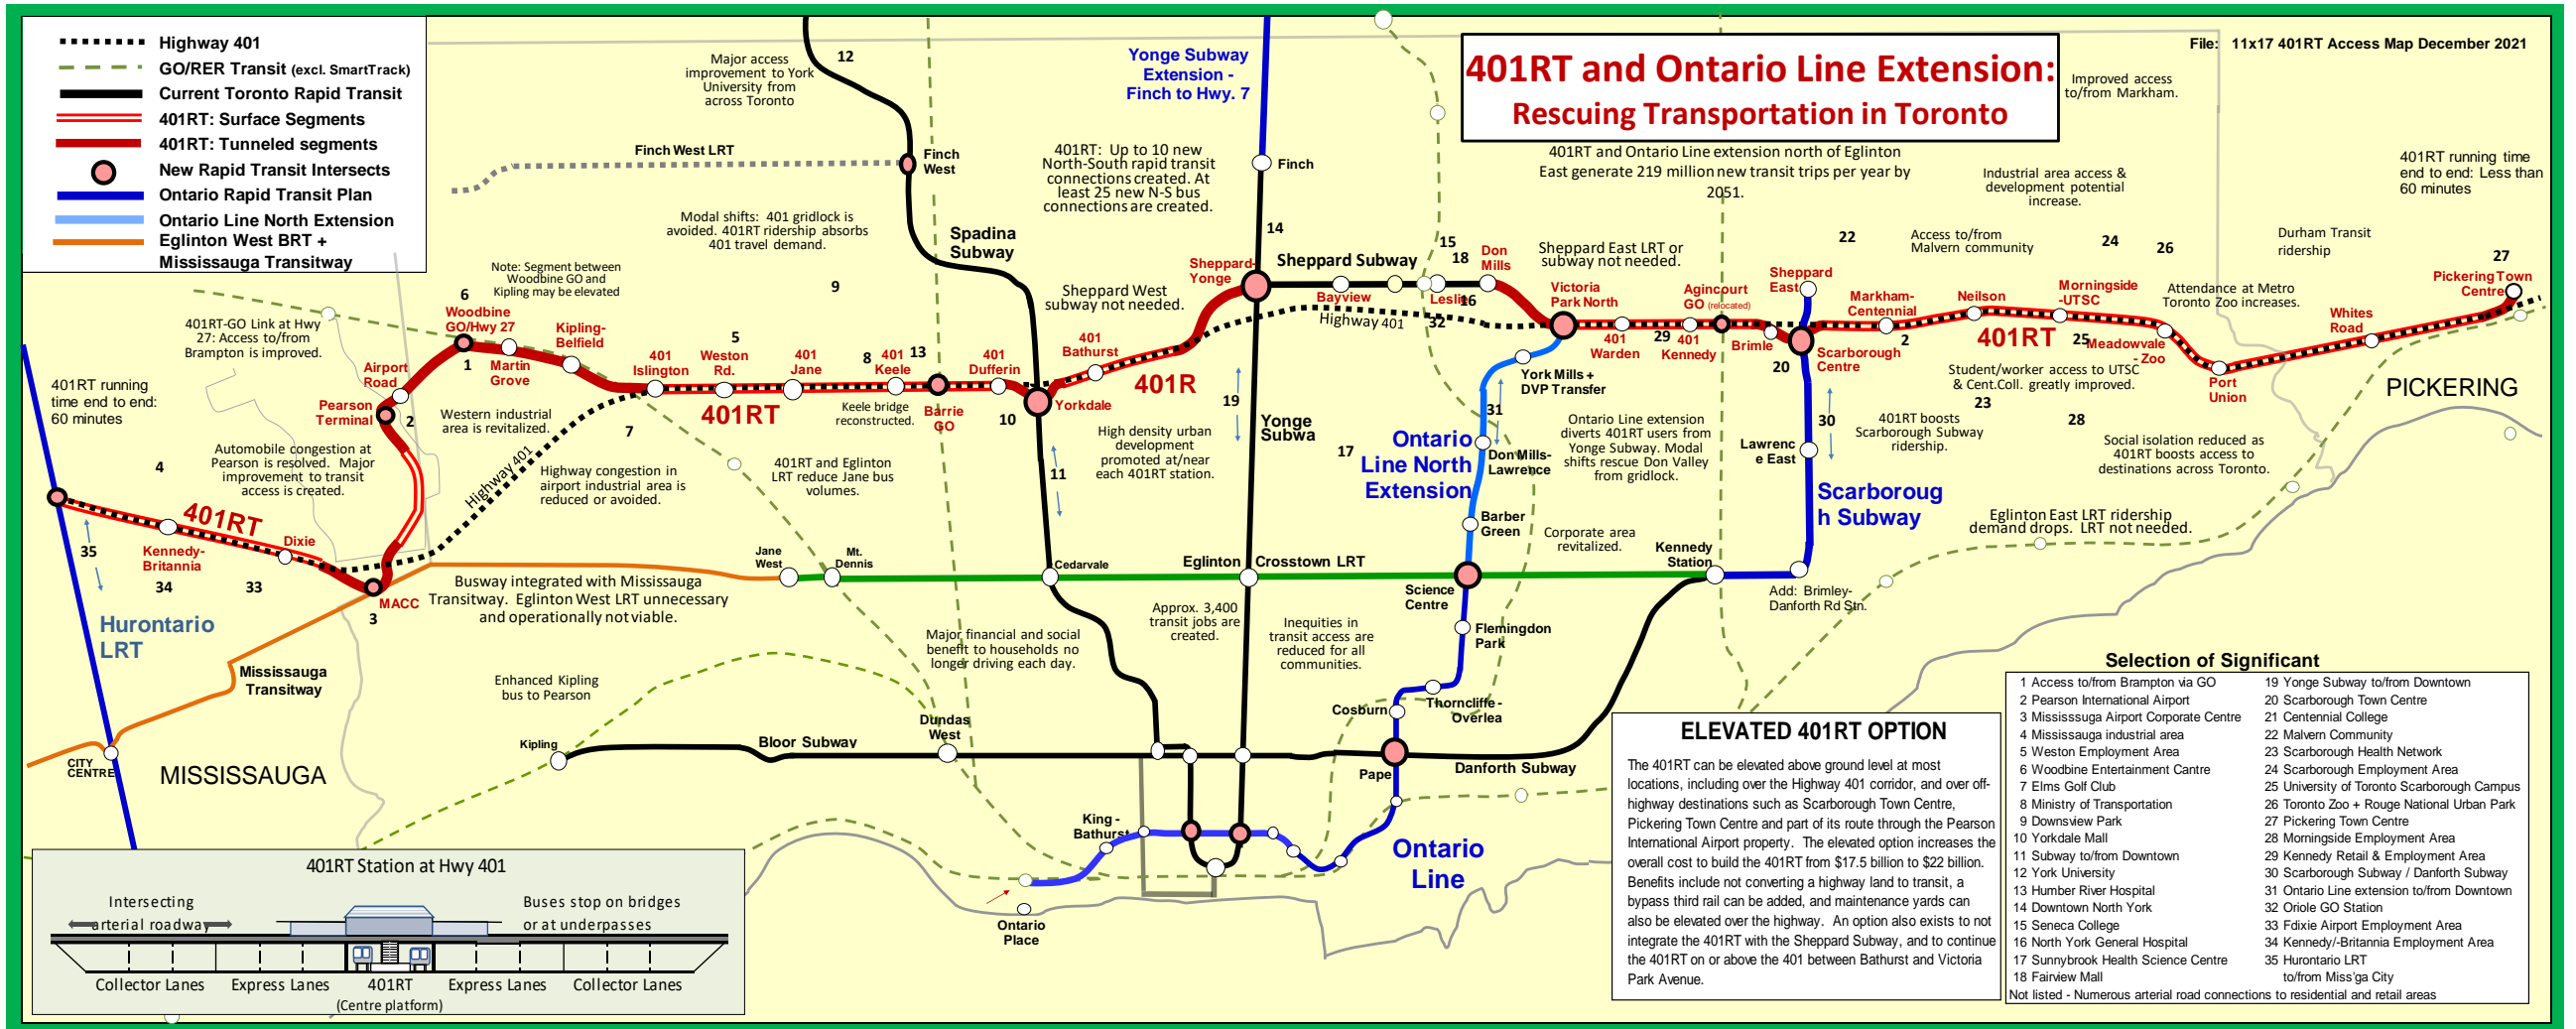 Highway 401
GO/RER Transit (excl. SmartTrack)
Current Toronto Rapid Transit
401RT: Surface Segments
401RT: Tunneled segments
New Rapid Transit Intersects
Ontario Rapid Transit Plan
Ontario Line North Extension
Eglinton West BRT +
Mississauga Transitway
File: 11x17 401RT Access Map December 2021
401RT and Ontario Line Extension:
Rescuing Transportation in Toronto
Major access
improvement to York
University from
across Toronto
12
Yonge Subway
Extension -
Finch to Hwy. 7
Improved access
to/from Markham.
Finch West LRT
Finch
West
401RT: Up to 10 new
North-South rapid transit
connections created. At
least 25 new N-S bus
connections are created.
Finch
401RT and Ontario Line extension north of Eglinton
East generate 219 million new transit trips per year by
2051.
Industrial area access &
development potential
increase.
401RT running time
end to end: Less than
60 minutes
Modal shifts: 401 gridlock is
avoided. 401RT ridership absorbs
401 travel demand.
Spadina
Subway
14
15
18
Don
Mills
Sheppard East LRT or
subway not needed.
22
Access to/from
Malvern community
24
26
Durham Transit
ridership
27
Note: Segment between
Woodbine GO and
Kipling may be elevated
9
Sheppard West
subway not needed.
Sheppard-
Yonge
Sheppard Subway
Bayview
Leslie
16
Highway 401
32
Victoria
Park North
Agincourt
GO (relocated)
Sheppard
East
Markham-
Centennial
Neilson
Morningside
-UTSC
Attendance at Metro
Toronto Zoo increases.
Pickering Town
Centre
Whites
Road
6
Woodbine
GO/Hwy 27
Kipling-
Belfield
401RT-GO Link at Hwy
27: Access to/from
Brampton is improved.
1
Martin
Grove
401
Islington
5
Weston
Rd.
401
Jane
8
401
Keele
13
401
Dufferin
401
Bathurst
401
Warden
29
401
Kennedy
Brimle
Scarborough
Centre
2
401RT
25
Meadowvale
- Zoo
Port
Union
PICKERING
Airport
Road
Pearson
Terminal
2
401RT running
time end to end:
60 minutes
Western industrial
area is revitalized.
7
401RT
Keele bridge
reconstructed.
Barrie
GO
10
Yorkdale
401R
19
Yonge
Subwa
York Mills +
DVP Transfer
31
20
Student/worker access to UTSC
& Cent.Coll. greatly improved.
23
28
30
401RT boosts
Scarborough Subway
ridership.
Social isolation reduced as
401RT boosts access to
destinations across Toronto.
4
Automobile congestion at
Pearson is resolved. Major
improvement to transit
access is created.
Highway 401
Highway congestion in
airport industrial area is
reduced or avoided.
401RT and Eglinton
LRT reduce Jane bus
volumes.
11
High density urban
development
promoted at/near
each 401RT station.
17
Ontario
Line North
Extension
Don Mills-
Lawrence
Ontario Line extension
diverts 401RT users from
Yonge Subway. Modal
shifts rescue Don Valley
from gridlock.
Lawrenc
e East
Scarboroug
h Subway
401RT
35
Kennedy-
Britannia
Dixie
34
33
MACC
3
Busway integrated with Mississauga
Transitway. Eglinton West LRT unnecessary
and operationally not viable.
Jane
West
Mt.
Dennis
Cedarvale
Eglinton
Crosstown LRT
Barber
Green
Corporate area
revitalized.
Kennedy
Station
Science
Centre
Eglinton East LRT ridership
demand drops. LRT not needed.
Add: Brimley-
Danforth Rd Stn.
Hurontario
LRT
Mississauga
Transitway
Enhanced Kipling
bus to Pearson
Major financial and social
benefit to households no
longer driving each day.
Approx. 3,400
transit jobs are
created.
Inequities in
transit access are
reduced for all
communities.
Flemingdon
Park
Thorncliffe -
Overlea
Cosburn
CITY
CENTRE
MISSISSAUGA
Kipling
Bloor Subway
Dundas
West
Pape
Danforth Subway
King -
Bathurst
Ontario
Line
Ontario
Place
401RT Station at Hwy 401
Intersecting
arterial roadway
Buses stop on bridges
or at underpasses
Collector Lanes
Express Lanes
401RT
(Centre platform)
Express Lanes
Collector Lanes
ELEVATED 401RT OPTION
The 401RT can be elevated above ground level at most
locations, including over the Highway 401 corridor, and over off-
highway destinations such as Scarborough Town Centre,
Pickering Town Centre and part of its route through the Pearson
International Airport property. The elevated option increases the
overall cost to build the 401RT from $17.5 billion to $22 billion.
Benefits include not converting a highway land to transit, a
bypass third rail can be added, and maintenance yards can
also be elevated over the highway. An option also exists to not
integrate the 401RT with the Sheppard Subway, and to continue
the 401RT on or above the 401 between Bathurst and Victoria
Park Avenue.
Selection of Significant
1 Access to/from Brampton via GO
2 Pearson International Airport
3 Mississsuga Airport Corporate Centre
4 Mississauga industrial area
5 Weston Employment Area
6 Woodbine Entertainment Centre
7 Elms Golf Club
8 Ministry of Transportation
9 Downsview Park
10 Yorkdale Mall
11 Subway to/from Downtown
12 York University
13 Humber River Hospital
14 Downtown North York
15 Seneca College
16 North York General Hospital
17 Sunnybrook Health Science Centre
18 Fairview Mall
19 Yonge Subway to/from Downtown
20 Scarborough Town Centre
21 Centennial College
22 Malvern Community
23 Scarborough Health Network
24 Scarborough Employment Area
25 University of Toronto Scarborough Campus
26 Toronto Zoo + Rouge National Urban Park
27 Pickering Town Centre
28 Morningside Employment Area
29 Kennedy Retail & Employment Area
30 Scarborough Subway / Danforth Subway
31 Ontario Line extension to/from Downtown
32 Oriole GO Station
33 Fdixie Airport Employment Area
34 Kennedy/-Britannia Employment Area
35 Hurontario LRT
to/from Miss'ga City
Not listed - Numerous arterial road connections to residential and retail areas